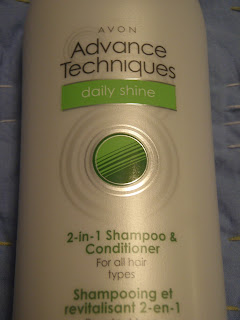 AVON
Advance
Techniques
daily shine
2-in-1 Shampoo &
Conditioner
For all hair
types
Shampooing et
revitalisant 2-en-1